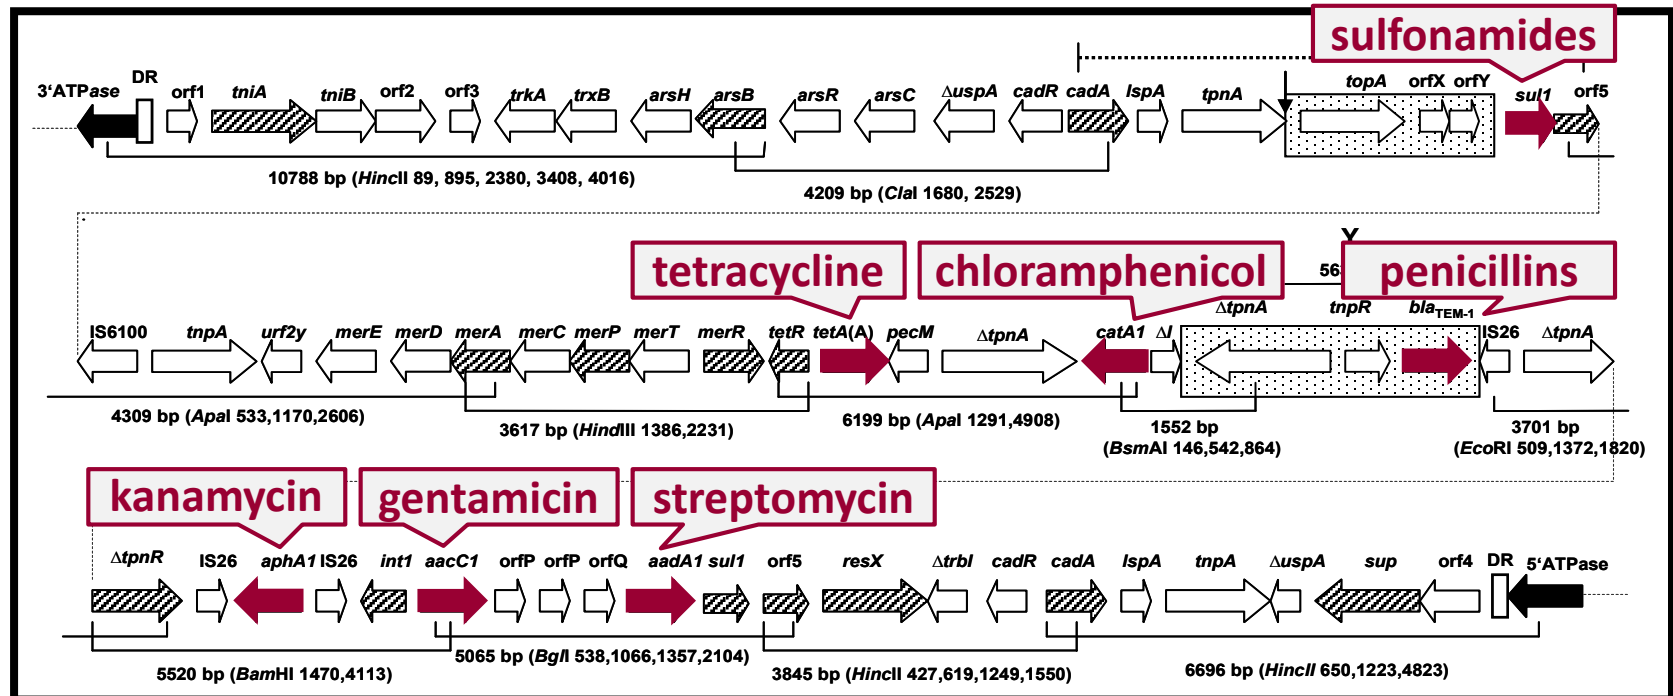 sulfonamides
3‘ATPase DR orf1 tniA tniB orf2 orf3 trkA trxB arsH arsB arsR arsC ΔuspA cadR cadA lspA tpnA topA orfX orfY sul1 orf5
10788 bp (HincII 89, 895, 2380, 3408, 4016)
4209 bp (ClaI 1680, 2529)
tetracycline chloramphenicol penicillins
IS6100 tnpA urf2y merE merD merA merC merP merT merR tetR tetA(A) pecM ΔtpnA catA1 ΔI ΔtpnA tnpR blaTEM-1 IS26 ΔtpnA
4309 bp (ApaI 533,1170,2606)
3617 bp (HindIII 1386,2231)
6199 bp (ApaI 1291,4908)
1552 bp
(BsmAI 146,542,864)
3701 bp
(EcoRI 509,1372,1820)
kanamycin gentamicin streptomycin
ΔtpnR IS26 aphA1 IS26 int1 aacC1 orfP orfP orfQ aadA1 sul1 orf5 resX Δtrbl cadR cadA lspA tnpA ΔuspA sup orf4 DR 5‘ATPase
5520 bp (BamHI 1470,4113)
5065 bp (BglI 538,1066,1357,2104)
3845 bp (HincII 427,619,1249,1550)
6696 bp (HincII 650,1223,4823)